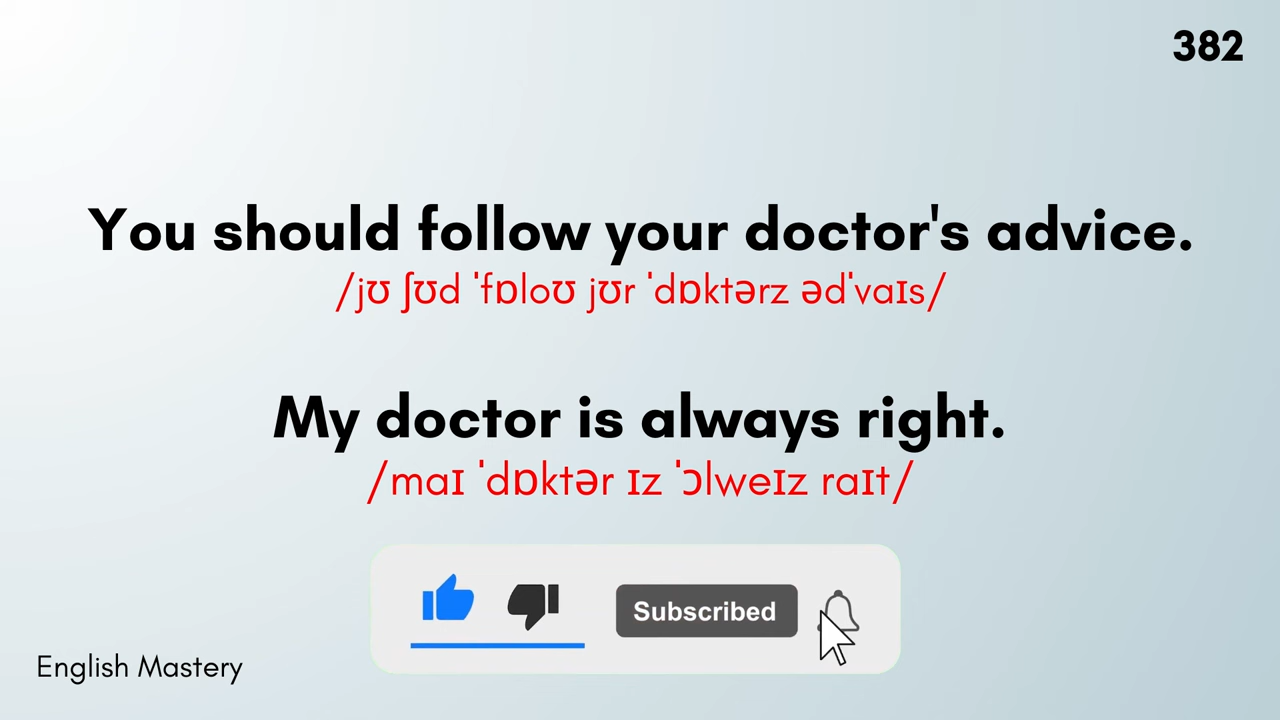 382
You should follow your doctor's advice.
/jʊ ʃʊd ˈfɒloʊ jʊr ˈdɒktərz ədˈvaɪs/
My doctor is always right.
/maɪ ˈdɒktər ɪz ˈɔlweɪz raɪt/
Subscribed
English Mastery